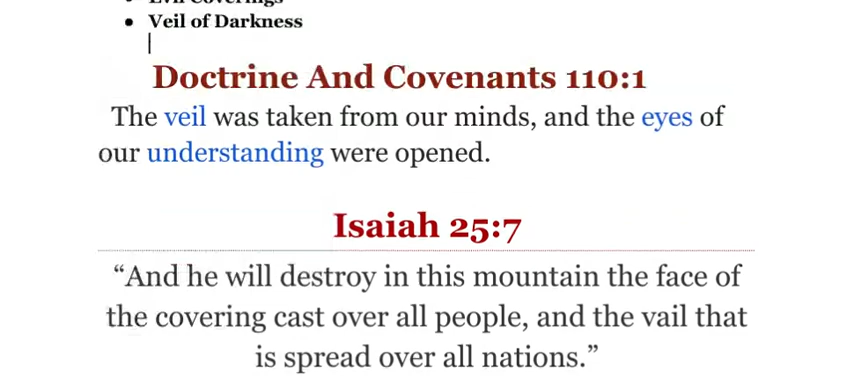 • Evil Coverings
• Veil of Darkness
Doctrine And Covenants 110:1
The veil was taken from our minds, and the eyes of
our understanding were opened.
Isaiah 25:7
“And he will destroy in this mountain the face of
the covering cast over all people, and the vail that
is spread over all nations.”